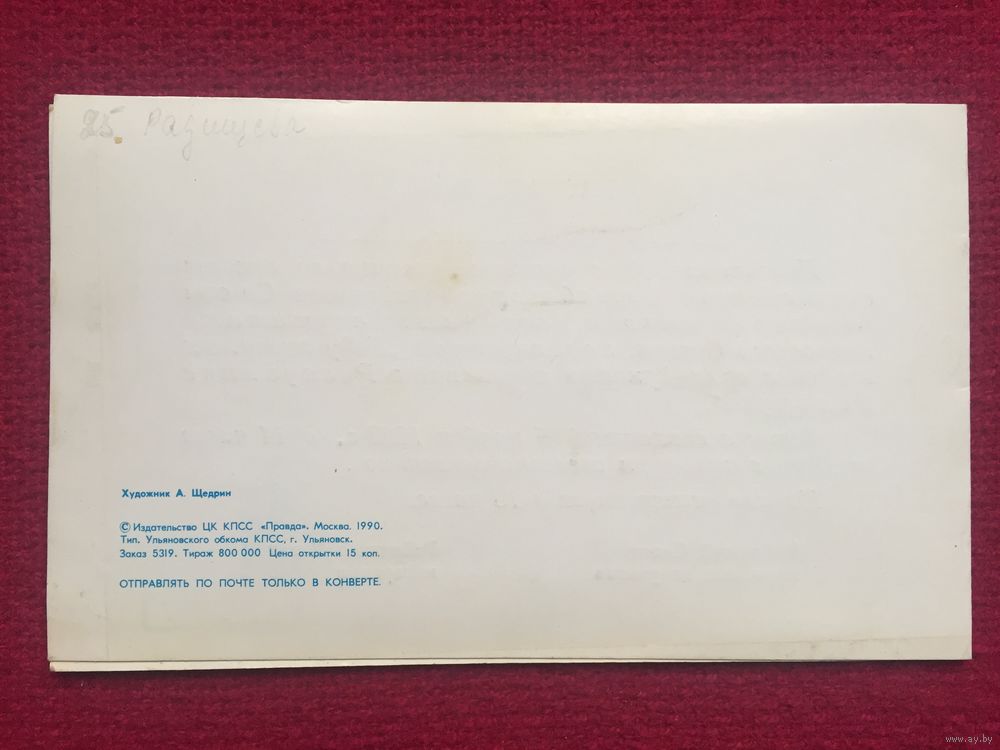 25. Радищева
Художник А. Щедрин
© Издательство ЦК КПСС «Правда». Москва. 1990.
Тип. Ульяновского обкома КПСС, г. Ульяновск.
Заказ 5319. Тираж 800 000 Цена открытки 15 коп.
ОТПРАВЛЯТЬ ПО ПОЧТЕ ТОЛЬКО В КОНВЕРТЕ.
www.ay.by